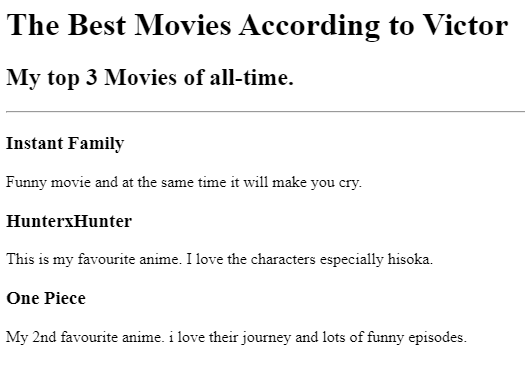 The Best Movies According to Victor
My top 3 Movies of all-time.
Instant Family
Funny movie and at the same time it will make you cry.
HunterxHunter
This is my favourite anime. I love the characters especially hisoka.
One Piece
My 2nd favourite anime. i love their journey and lots of funny episodes.